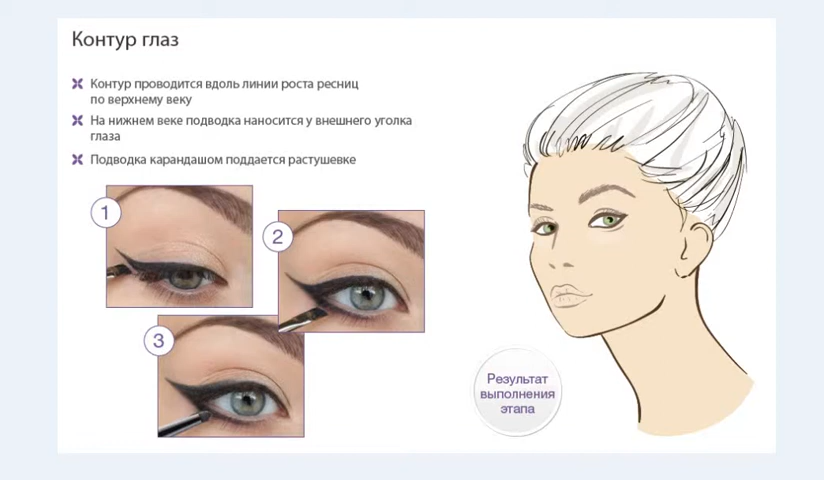 Контур глаз
Контур проводится вдоль линии роста ресниц
по верхнему веку
На нижнем веке подводка наносится у внешнего уголка
глаза
Подводка карандашом поддается растушевке
1
2
3
Результат
выполнения
этапа